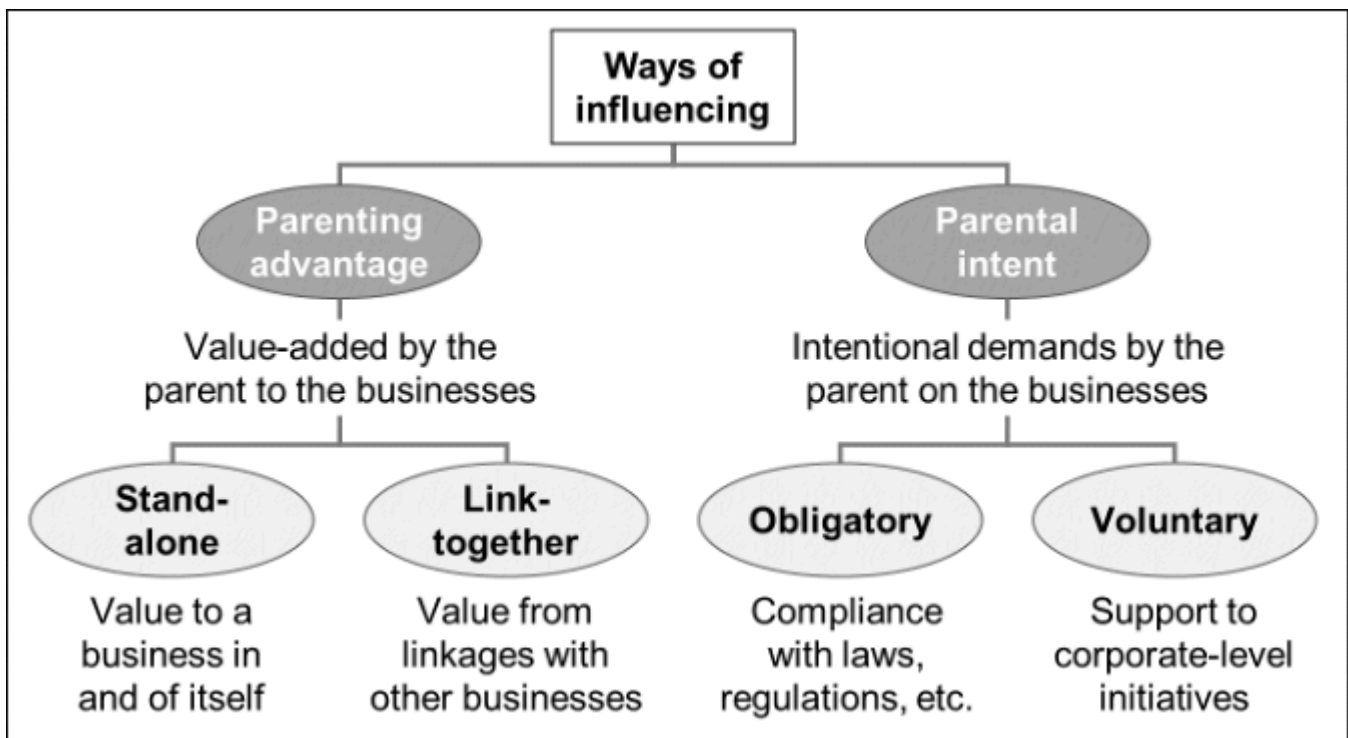 Ways of
influencing
Parenting
advantage
Parental
intent
Value-added by the
parent to the businesses
Intentional demands by the
parent on the businesses
Stand-
alone
Link-
together
Obligatory
Voluntary
Value to a
business in
and of itself
Value from
linkages with
other businesses
Compliance
with laws,
regulations, etc.
Support to
corporate-level
initiatives